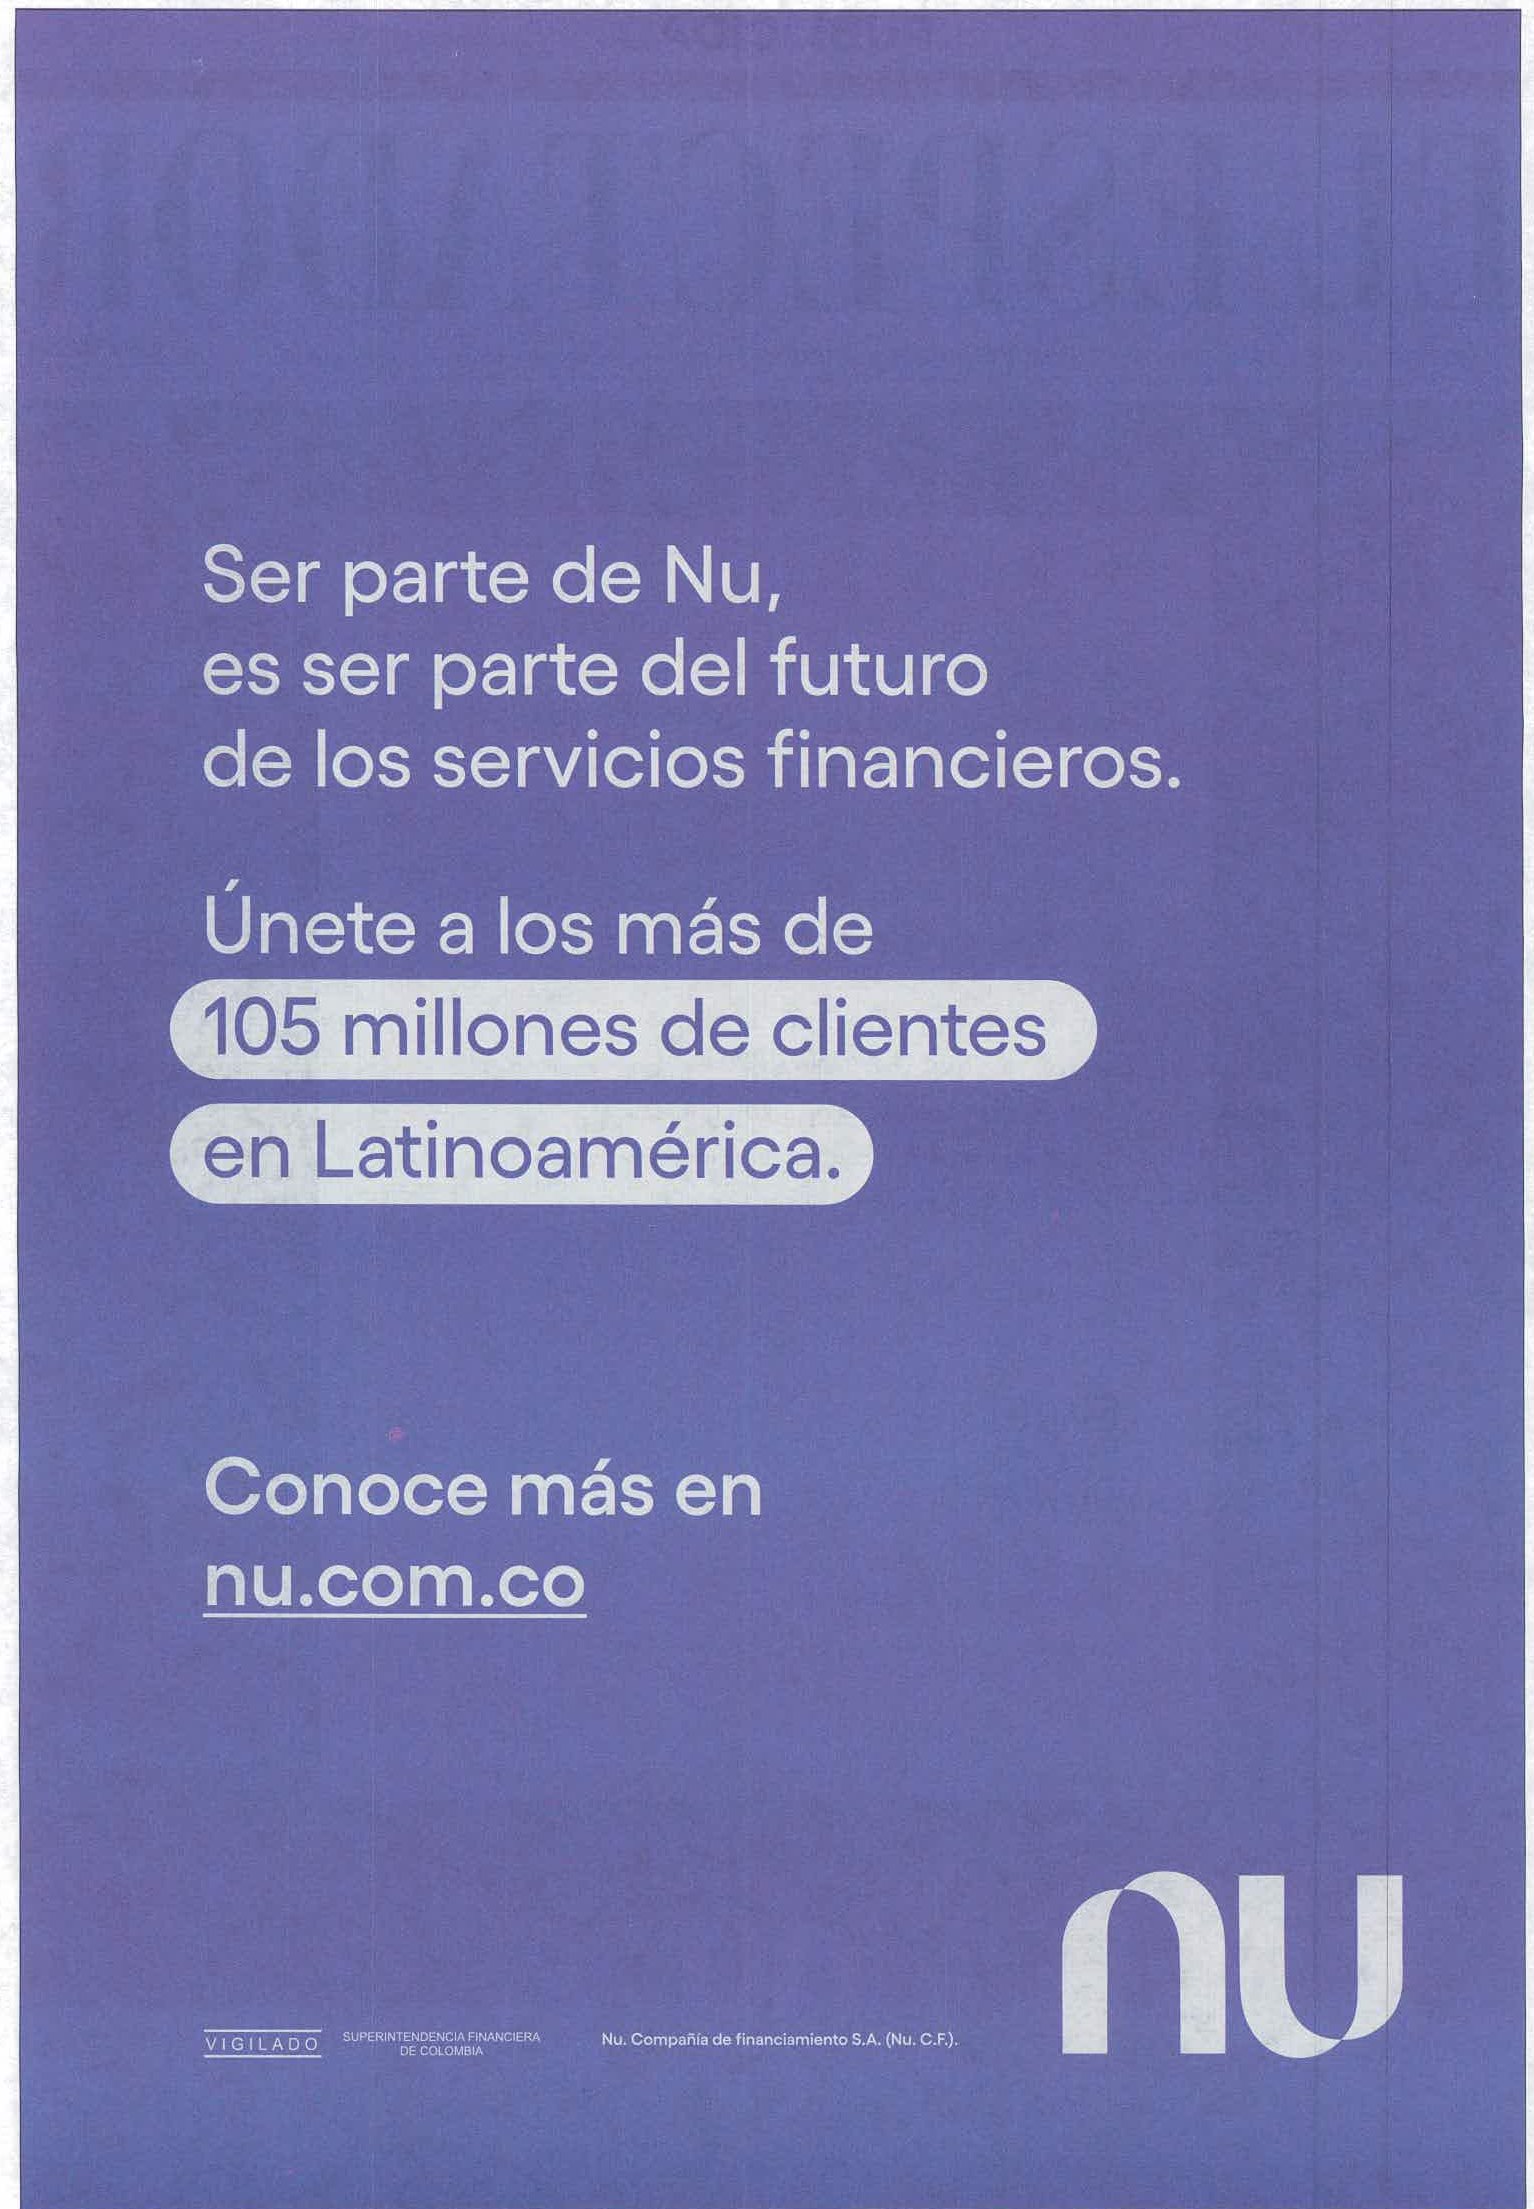 Ser parte de Nu,
es ser parte del futuro
de los servicios financieros.
Únete a los más de
105 millones de clientes
en Latinoamérica.
Conoce más en
nu.com.co
nu
VIGILADO
SUPERINTENDENCIA FINANCIERA
DE COLOMBIA
Nu. Compañía de financiamiento S.A. (Nu. C.F.).